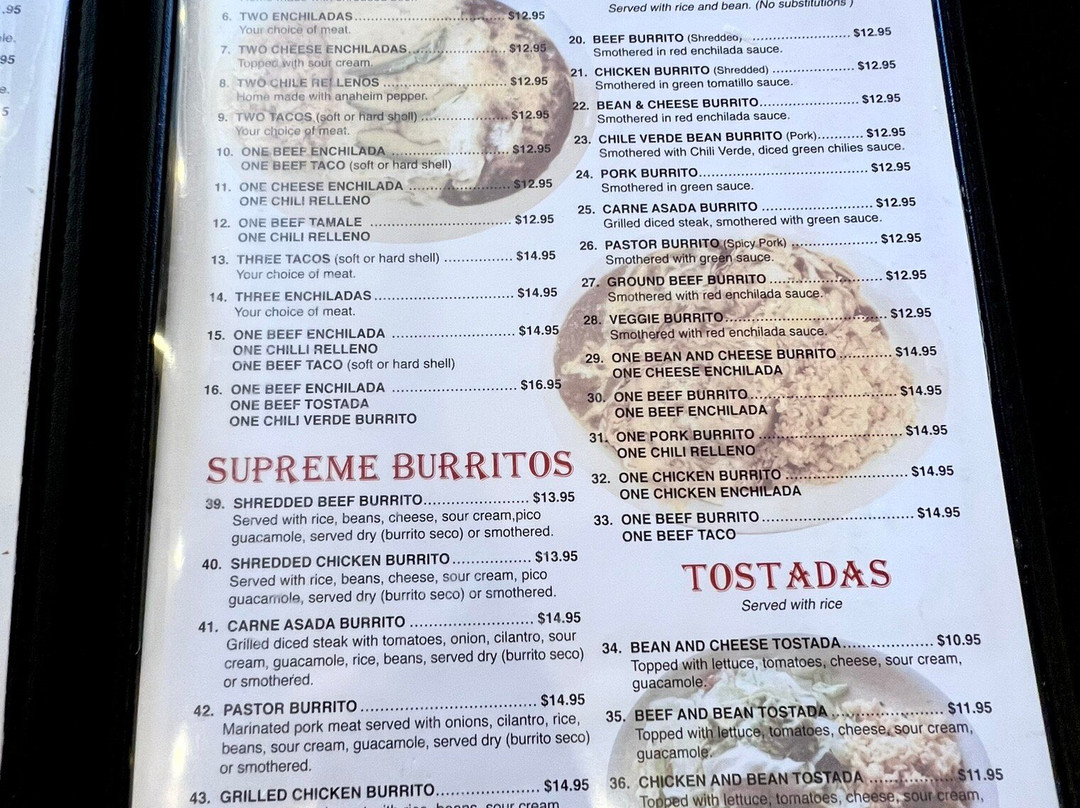 .95
le.
95
e.
5
6. TWO ENCHILADAS.......................................$12.95
Your choice of meat.
7. TWO CHEESE ENCHILADAS.........................$12.95
Topped with sour cream.
8. TWO CHILE RELLENOS ................................$12.95
Home made with anaheim pepper.
9. TWO TACOS (soft or hard shell) ......................$12.95
Your choice of meat.
10. ONE BEEF ENCHILADA ...............................$12.95
ONE BEEF TACO (soft or hard shell)
11. ONE CHEESE ENCHILADA ...........................$12.95
ONE CHILI RELLENO
12. ONE BEEF TAMALE ......................................$12.95
ONE CHILI RELLENO
13. THREE TACOS (soft or hard shell) .................$14.95
Your choice of meat.
14. THREE ENCHILADAS...................................$14.95
Your choice of meat.
15. ONE BEEF ENCHILADA ................................$14.95
ONE CHILLI RELLENO
ONE BEEF TACO (soft or hard shell)
16. ONE BEEF ENCHILADA ................................$16.95
ONE BEEF TOSTADA
ONE CHILI VERDE BURRITO
SUPREME BURRITOS
39. SHREDDED BEEF BURRITO.........................$13.95
Served with rice, beans, cheese, sour cream,pico
guacamole, served dry (burrito seco) or smothered.
40. SHREDDED CHICKEN BURRITO...................$13.95
Served with rice, beans, cheese, sour cream, pico
guacamole, served dry (burrito seco) or smothered.
41. CARNE ASADA BURRITO .............................$14.95
Grilled diced steak with tomatoes, onion, cilantro, sour
cream, guacamole, rice, beans, served dry (burrito seco)
or smothered.
42. PASTOR BURRITO.......................................$14.95
Marinated pork meat served with onions, cilantro, rice,
beans, sour cream, guacamole, served dry (burrito seco)
or smothered.
43. GRILLED CHICKEN BURRITO.......................$14.95
Served with rice and bean. (No substitutions )
20. BEEF BURRITO (Shredded) ...........................$12.95
Smothered in red enchilada sauce.
21. CHICKEN BURRITO (Shredded) .....................$12.95
Smothered in green tomatillo sauce.
22. BEAN & CHEESE BURRITO.........................$12.95
Smothered in red enchilada sauce.
23. CHILE VERDE BEAN BURRITO (Pork)...........$12.95
Smothered with Chili Verde, diced green chilies sauce.
24. PORK BURRITO...........................................$12.95
Smothered in green sauce.
25. CARNE ASADA BURRITO .............................$12.95
Grilled diced steak, smothered with green sauce.
26. PASTOR BURRITO (Spicy Pork) ......................$12.95
Smothered with green sauce.
27. GROUND BEEF BURRITO .............................$12.95
Smothered with red enchilada sauce.
28. VEGGIE BURRITO........................................$12.95
Smothered with red enchilada sauce.
29. ONE BEAN AND CHEESE BURRITO .............$14.95
ONE CHEESE ENCHILADA
30. ONE BEEF BURRITO.....................................$14.95
ONE BEEF ENCHILADA
31. ONE PORK BURRITO ...................................$14.95
ONE CHILI RELLENO
32. ONE CHICKEN BURRITO .............................$14.95
ONE CHICKEN ENCHILADA
33. ONE BEEF BURRITO.....................................$14.95
ONE BEEF TACO
TOSTADAS
Served with rice
34. BEAN AND CHEESE TOSTADA.....................$10.95
Topped with lettuce, tomatoes, cheese, sour cream,
guacamole.
35. BEEF AND BEAN TOSTADA..........................$11.95
Topped with lettuce, tomatoes, cheese, sour cream,
guacamole.
36. CHICKEN AND BEAN TOSTADA ...................$11.95
Topped with lettuce, tomatoes, cheese, sour cream,